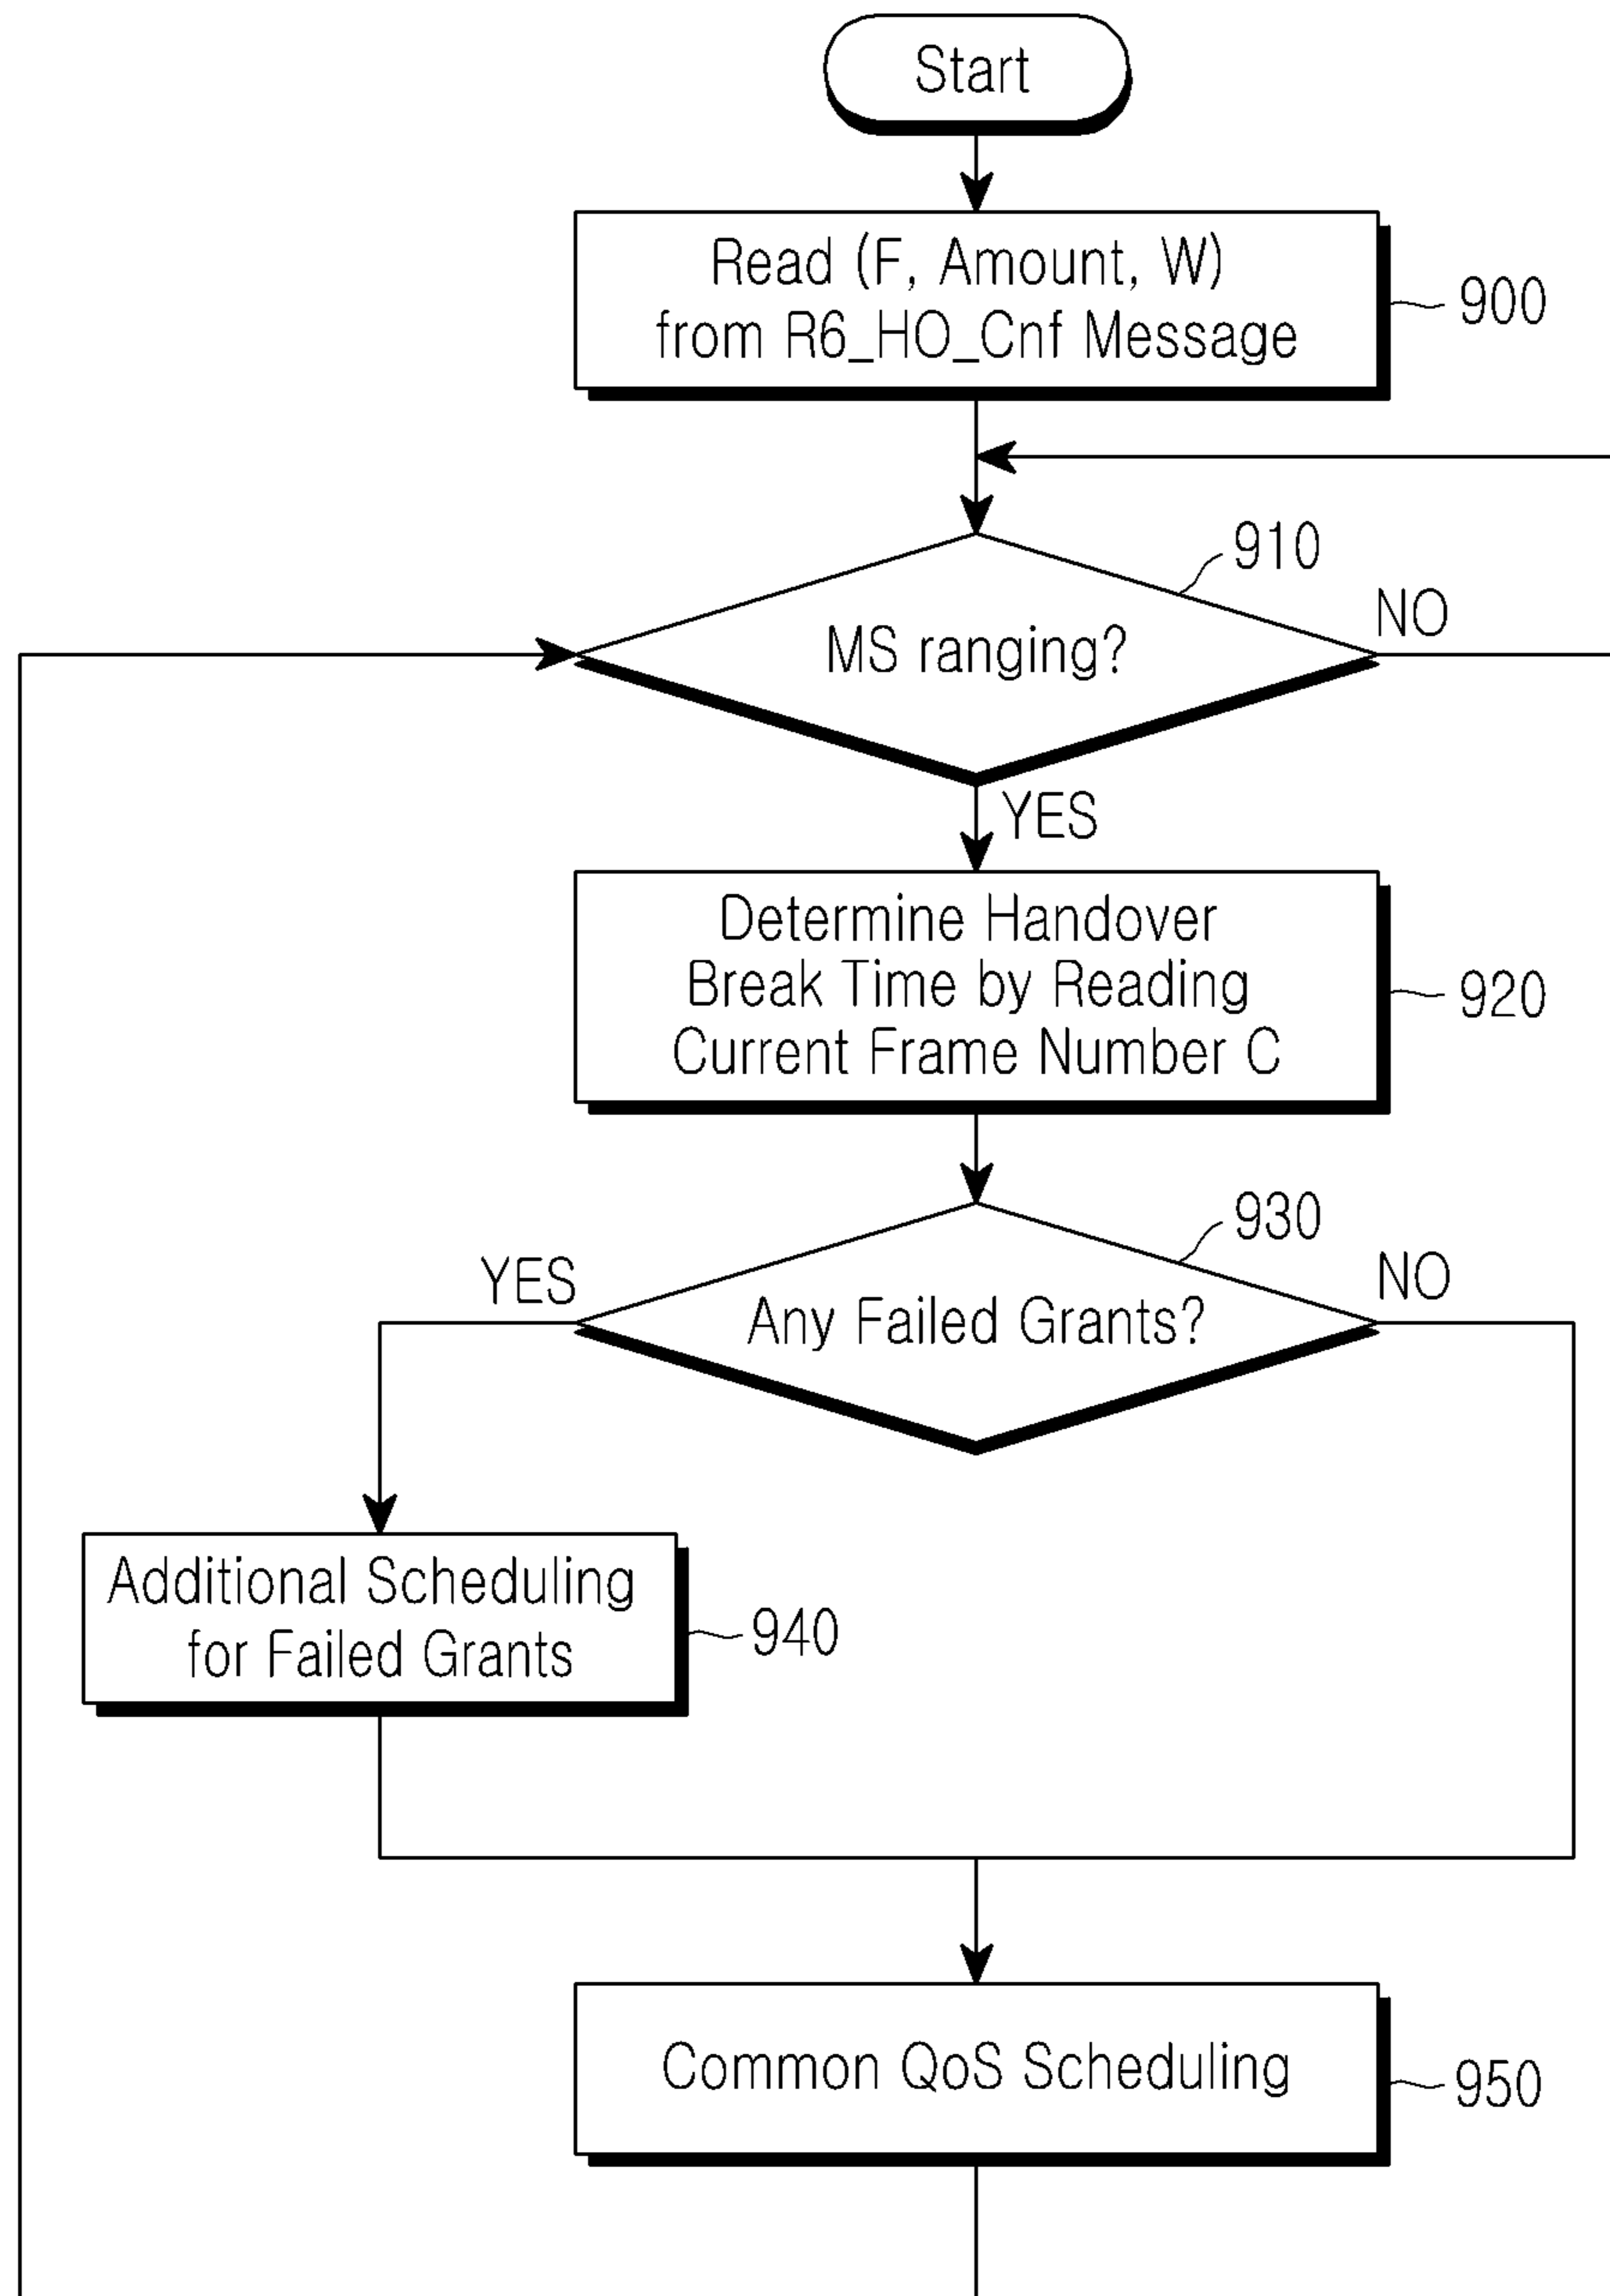 Start
Read (F, Amount, W)
from R6_HO_Cnf Message
900
910
NO
MS ranging?
YES
Determine Handover
Break Time by Reading
Current Frame Number C
920
930
YES
NO
Any Failed Grants?
Additional Scheduling
for Failed Grants
940
Common QoS Scheduling
950